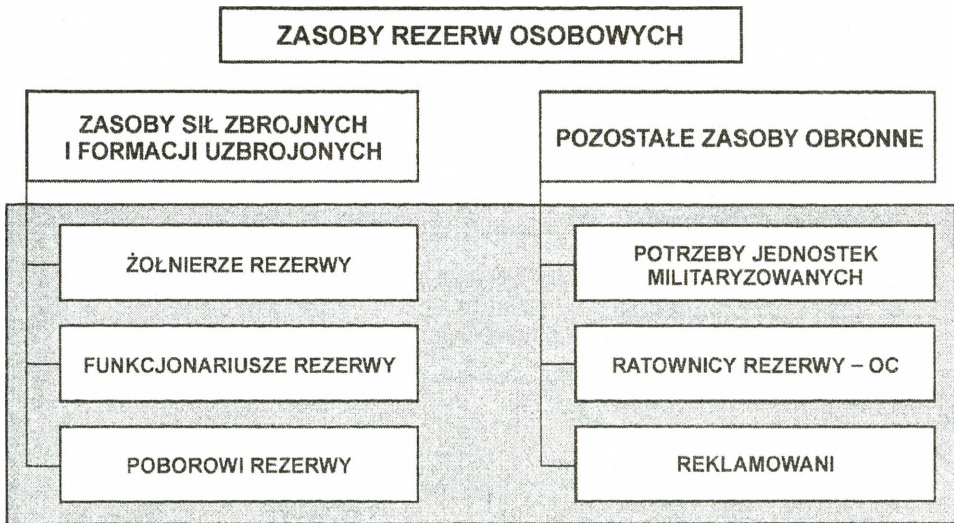 ZASOBY REZERW OSOBOWYCH
ZASOBY SIŁ ZBROJNYCH
I FORMACJI UZBROJONYCH
ŻOŁNIERZE REZERWY
FUNKCJONARIUSZE REZERWY
POBOROWI REZERWY
POZOSTAŁE ZASOBY OBRONNE
POTRZEBY JEDNOSTEK
MILITARYZOWANYCH
RATOWNICY REZERWY – OC
REKLAMOWANI